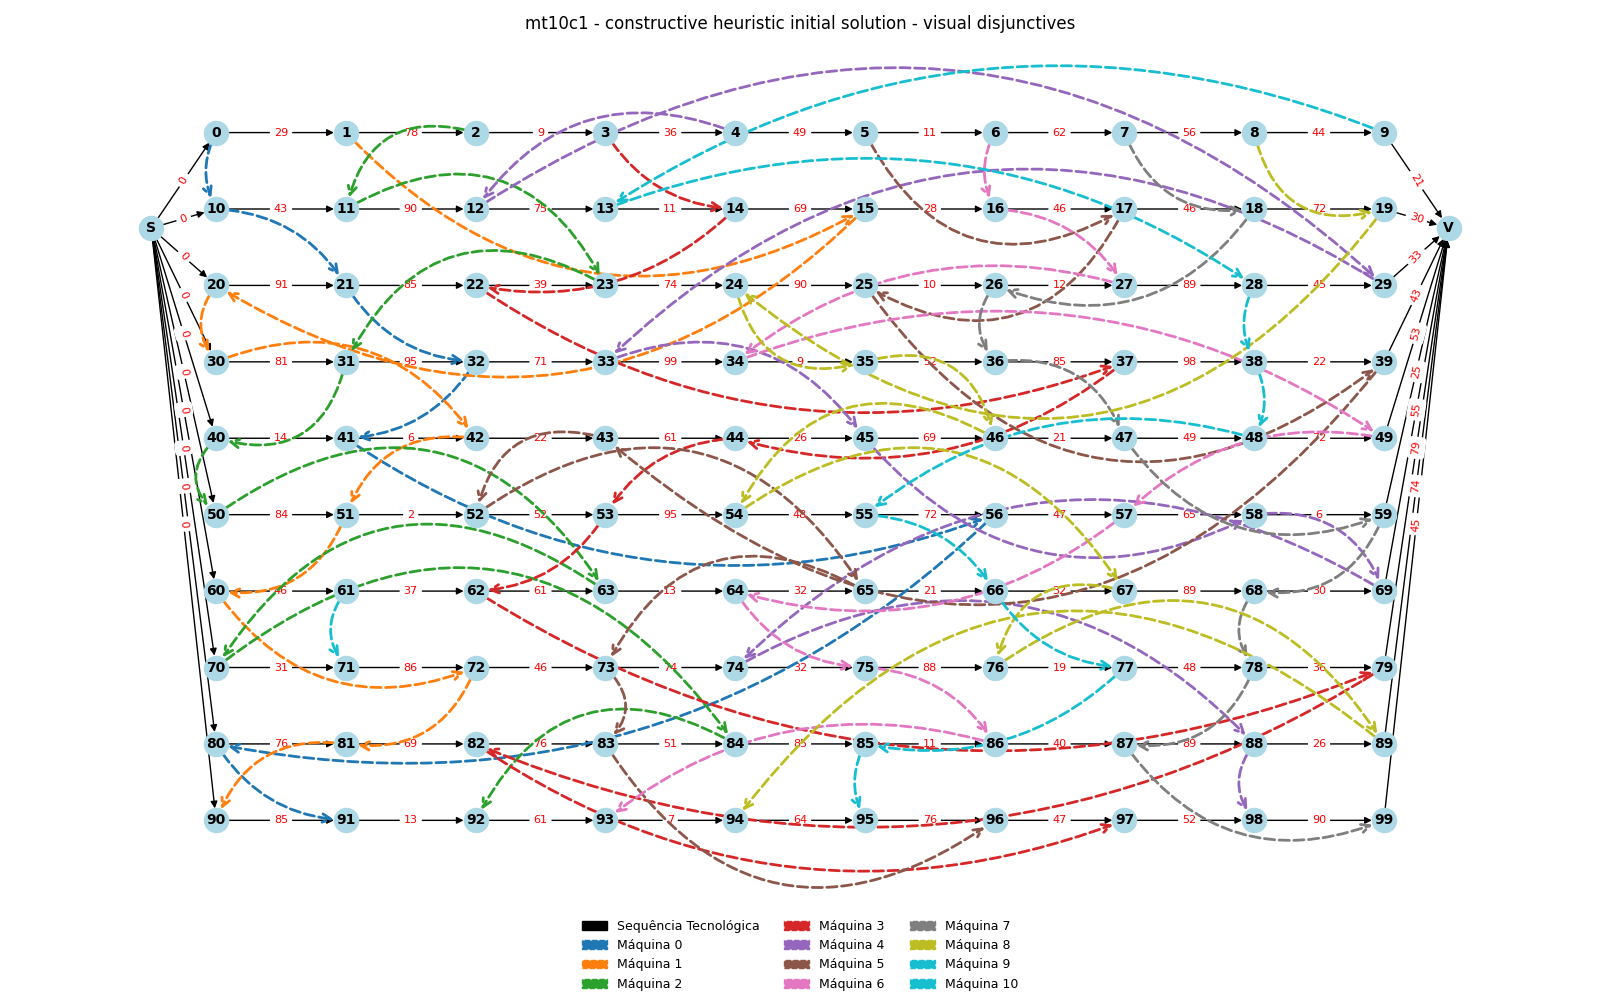 mt10c1 - constructive heuristic initial solution - visual disjunctives
0 29 1 78 2 9 3 36 4 49 5 11 6 62 7 56 8 44 9
0 21
10 43 11 90 12 75 13 11 14 69 15 28 16 46 17 46 18 72 19
S 0 30 V
0 33
20 91 21 85 22 39 23 74 24 90 25 10 26 12 27 89 28 45 29
0 43
30 81 31 95 32 71 33 99 34 9 35 52 36 85 37 98 38 22 39
0 53
40 14 41 6 42 22 43 61 44 26 45 69 46 21 47 49 48 72 49
0 25
50 84 51 2 52 52 53 95 54 48 55 72 56 47 57 65 58 6 59
0 55
60 46 61 37 62 61 63 13 64 32 65 21 66 32 67 89 68 30 69
0 79
70 31 71 86 72 46 73 74 74 32 75 88 76 19 77 48 78 36 79
0 74
80 76 81 69 82 76 83 51 84 85 85 11 86 40 87 89 88 26 89
0 45
90 85 91 13 92 61 93 7 94 64 95 76 96 47 97 52 98 90 99
Sequência Tecnológica
Máquina 0
Máquina 1
Máquina 2
Máquina 3
Máquina 4
Máquina 5
Máquina 6
Máquina 7
Máquina 8
Máquina 9
Máquina 10